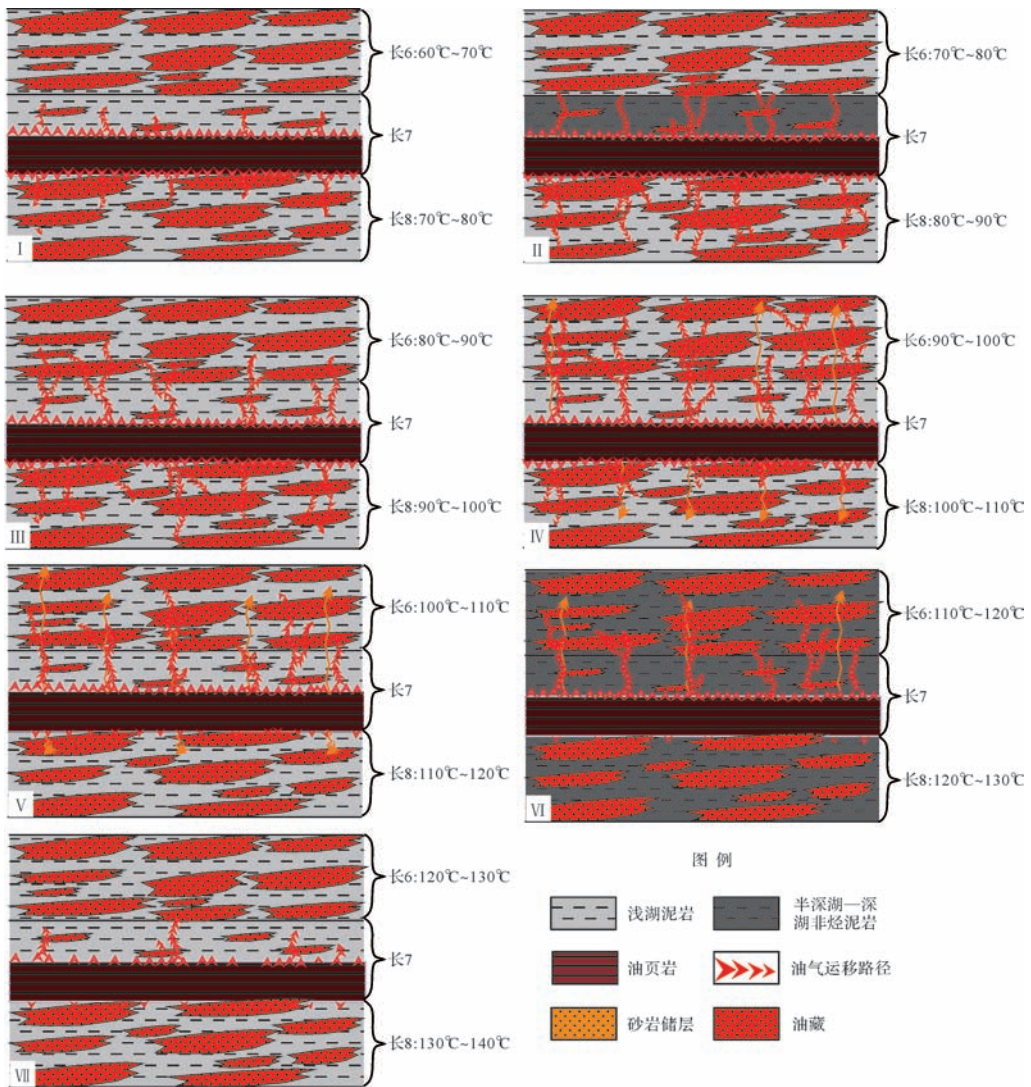 长6:60℃~70℃
长7
长8:70℃~80℃
Ⅰ
长6:70℃~80℃
长7
长8:80℃~90℃
Ⅱ
长6:80℃~90℃
长7
长8:90℃~100℃
Ⅲ
长6:90℃~100℃
长7
长8:100℃~110℃
Ⅳ
长6:100℃~110℃
长7
长8:110℃~120℃
Ⅴ
长6:110℃~120℃
长7
长8:120℃~130℃
Ⅵ
长6:120℃~130℃
长7
长8:130℃~140℃
Ⅶ
图 例
浅湖泥岩
半深湖—深
湖非烃泥岩
油页岩
油气运移路径
砂岩储层
油藏